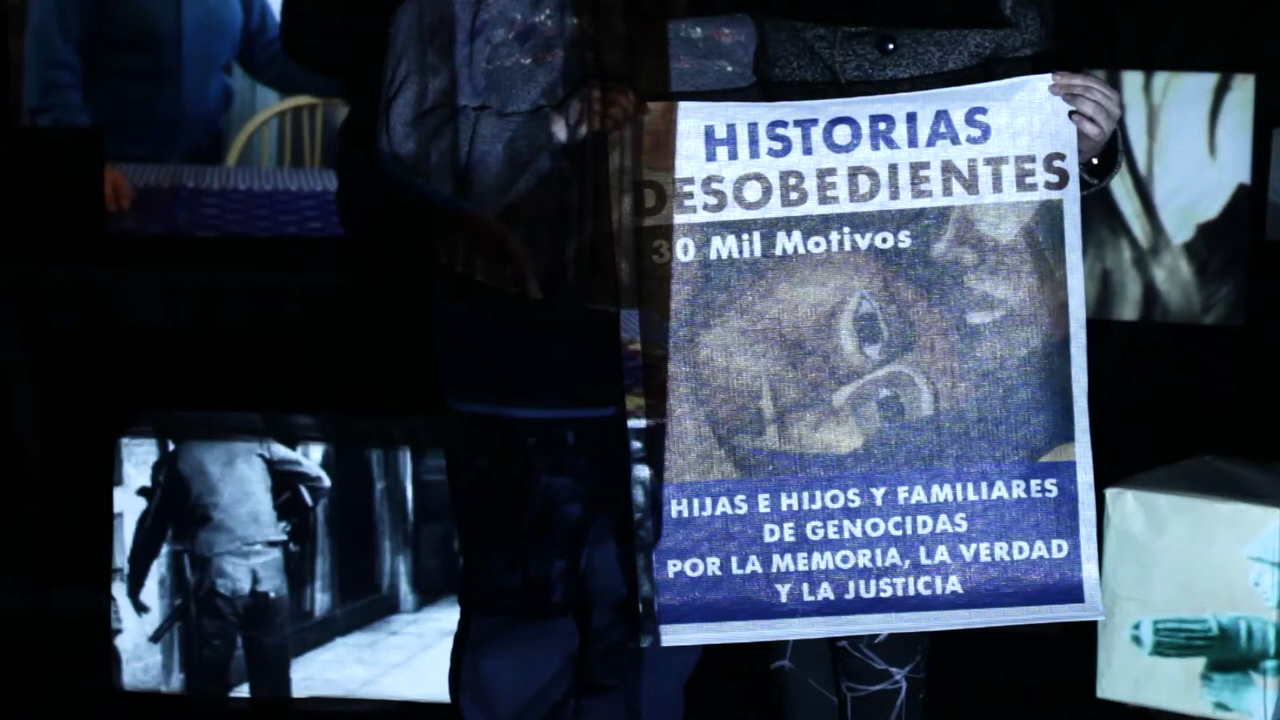 HISTORIAS
DESOBEDIENTES
30 Mil Motivos
HIJAS E HIJOS Y FAMILIARES
DE GENOCIDAS
POR LA MEMORIA, LA VERDAD
Y LA JUSTICIA